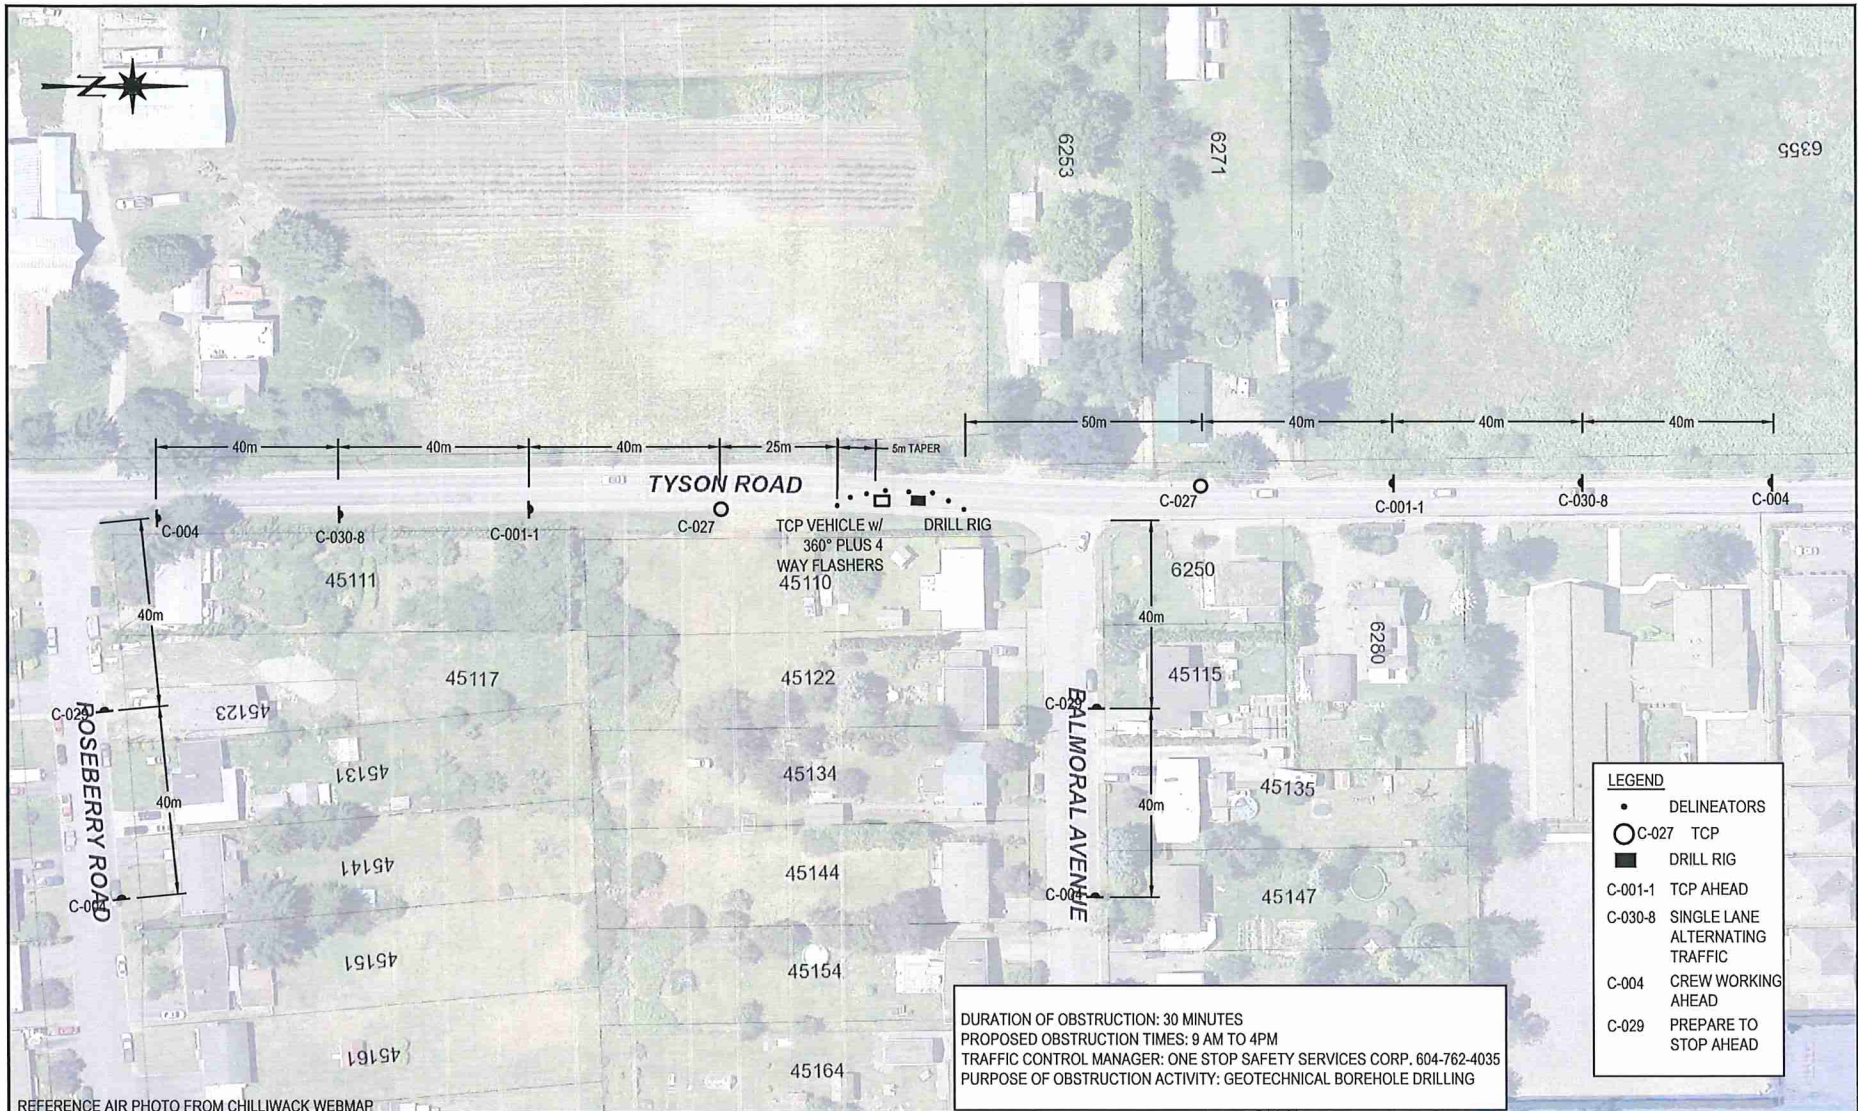 N
6253
6271
6355
50m
40m
40m
40m
40m
40m
40m
25m
5m TAPER
TYSON ROAD
C-027
C-001-1
C-030-8
C-004
C-004
C-030-8
C-001-1
C-027
TCP VEHICLE w/
360° PLUS 4
WAY FLASHERS
DRILL RIG
45111
45110
6250
40m
40m
6280
45117
45122
45115
C-029
45123
C-029
ROSEBERRY ROAD
BALMORAL AVENUE
45131
45134
45135
40m
40m
45141
45144
45147
C-004
C-004
45151
45154
45161
45164
LEGEND
DELINEATORS
C-027 TCP
DRILL RIG
C-001-1 TCP AHEAD
C-030-8 SINGLE LANE
ALTERNATING
TRAFFIC
C-004 CREW WORKING
AHEAD
C-029 PREPARE TO
STOP AHEAD
DURATION OF OBSTRUCTION: 30 MINUTES
PROPOSED OBSTRUCTION TIMES: 9 AM TO 4PM
TRAFFIC CONTROL MANAGER: ONE STOP SAFETY SERVICES CORP. 604-762-4035
PURPOSE OF OBSTRUCTION ACTIVITY: GEOTECHNICAL BOREHOLE DRILLING
REFERENCE AIR PHOTO FROM CHILLIWACK WEBMAP